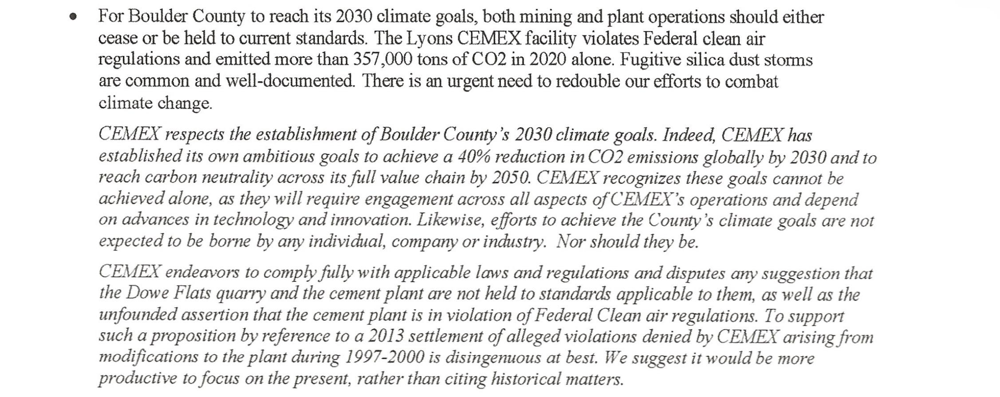 • For Boulder County to reach its 2030 climate goals, both mining and plant operations should either
cease or be held to current standards. The Lyons CEMEX facility violates Federal clean air
regulations and emitted more than 357,000 tons of CO2 in 2020 alone. Fugitive silica dust storms
are common and well-documented. There is an urgent need to redouble our efforts to combat
climate change.
CEMEX respects the establishment of Boulder County's 2030 climate goals. Indeed, CEMEX has
established its own ambitious goals to achieve a 40% reduction in CO2 emissions globally by 2030 and to
reach carbon neutrality across its full value chain by 2050. CEMEX recognizes these goals cannot be
achieved alone, as they will require engagement across all aspects of CEMEX's operations and depend
on advances in technology and innovation. Likewise, efforts to achieve the County's climate goals are not
expected to be borne by any individual, company or industry.  Nor should they be.
CEMEX endeavors to comply fully with applicable laws and regulations and disputes any suggestion that
the Dowe Flats quarry and the cement plant are not held to standards applicable to them, as well as the
unfounded assertion that the cement plant is in violation of Federal Clean air regulations. To support
such a proposition by reference to a 2013 settlement of alleged violations denied by CEMEX arising from
modifications to the plant during 1997-2000 is disingenuous at best. We suggest it would be more
productive to focus on the present, rather than citing historical matters.